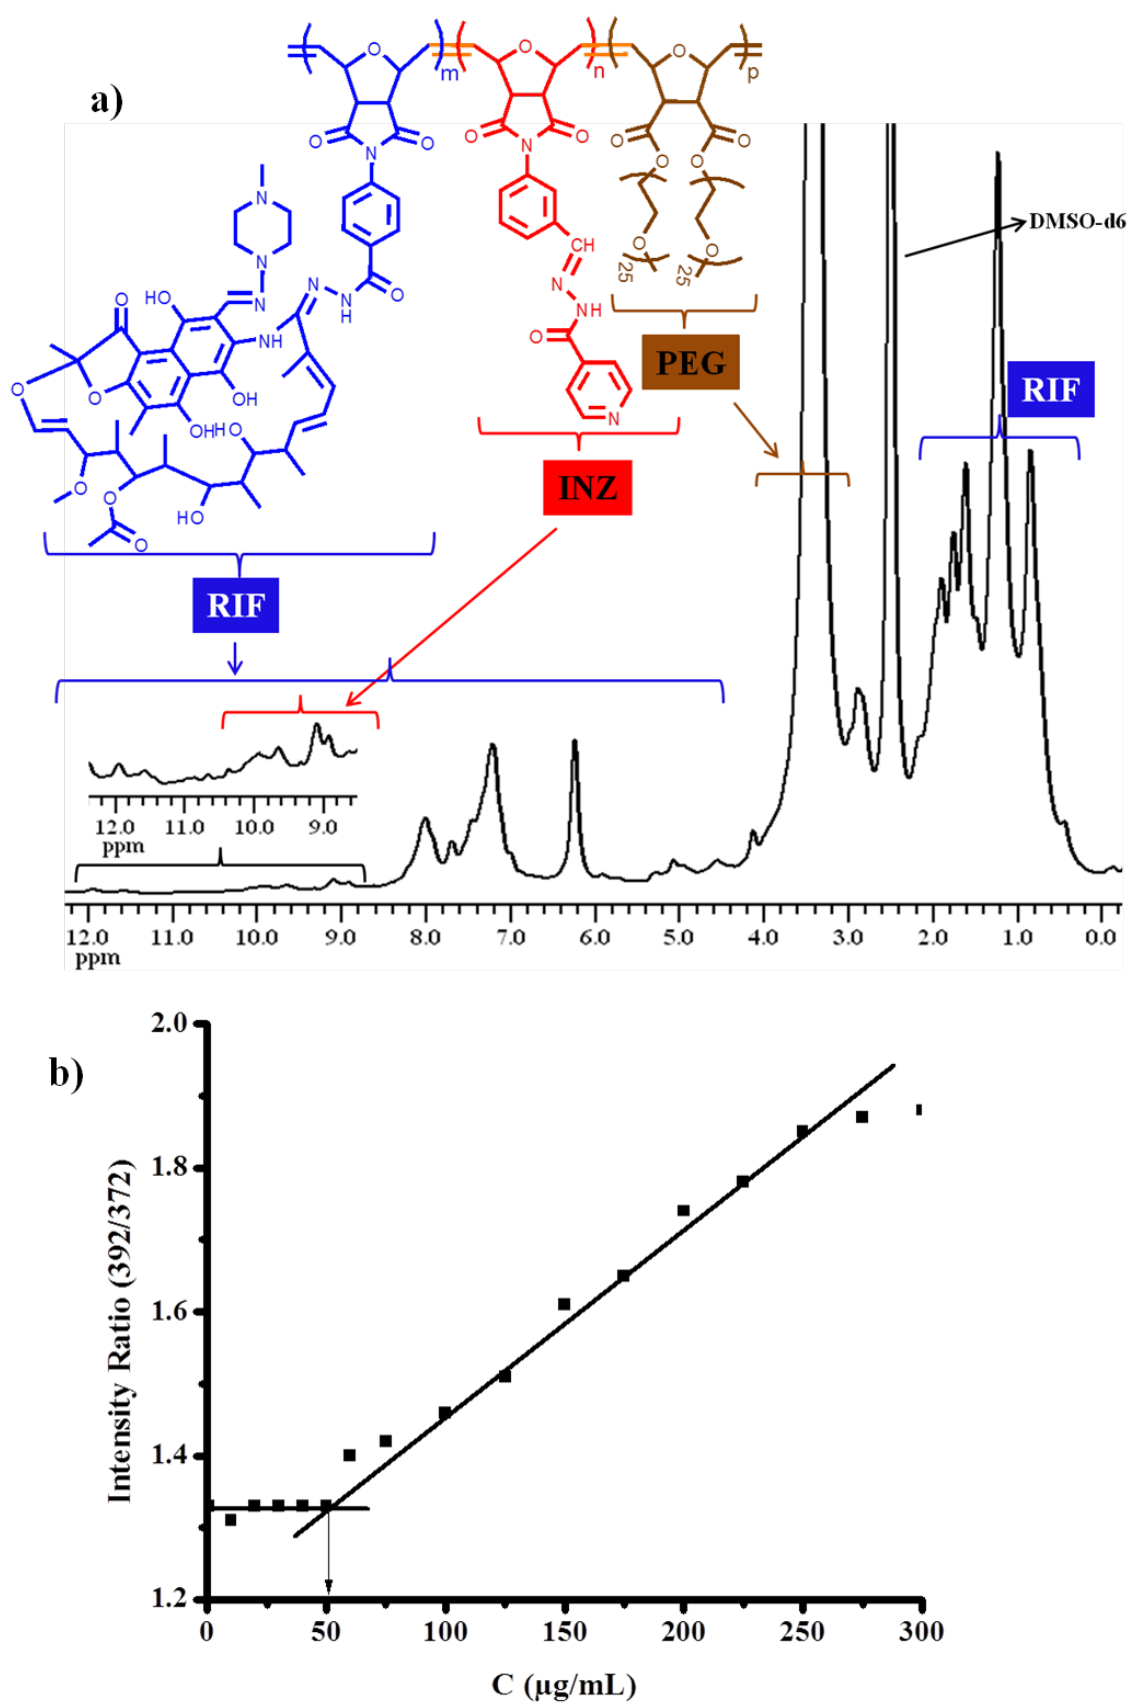 a)
O
O
O
m
n
p
O
N
O
O
N
O
O
O
O
O
O
O
25
25
N
N
N
N
NH
O
CH
N
NH
O
N
O
HO
NH
O
O
OH
OH
HO
O
O
HO
O
DMSO-d6
PEG
RIF
INZ
RIF
12.0 11.0 10.0 9.0
ppm
12.0 11.0 10.0 9.0 8.0 7.0 6.0 5.0 4.0 3.0 2.0 1.0 0.0
ppm
b)
Intensity Ratio (392/372)
2.0
1.8
1.6
1.4
1.2
0 50 100 150 200 250 300
C (µg/mL)